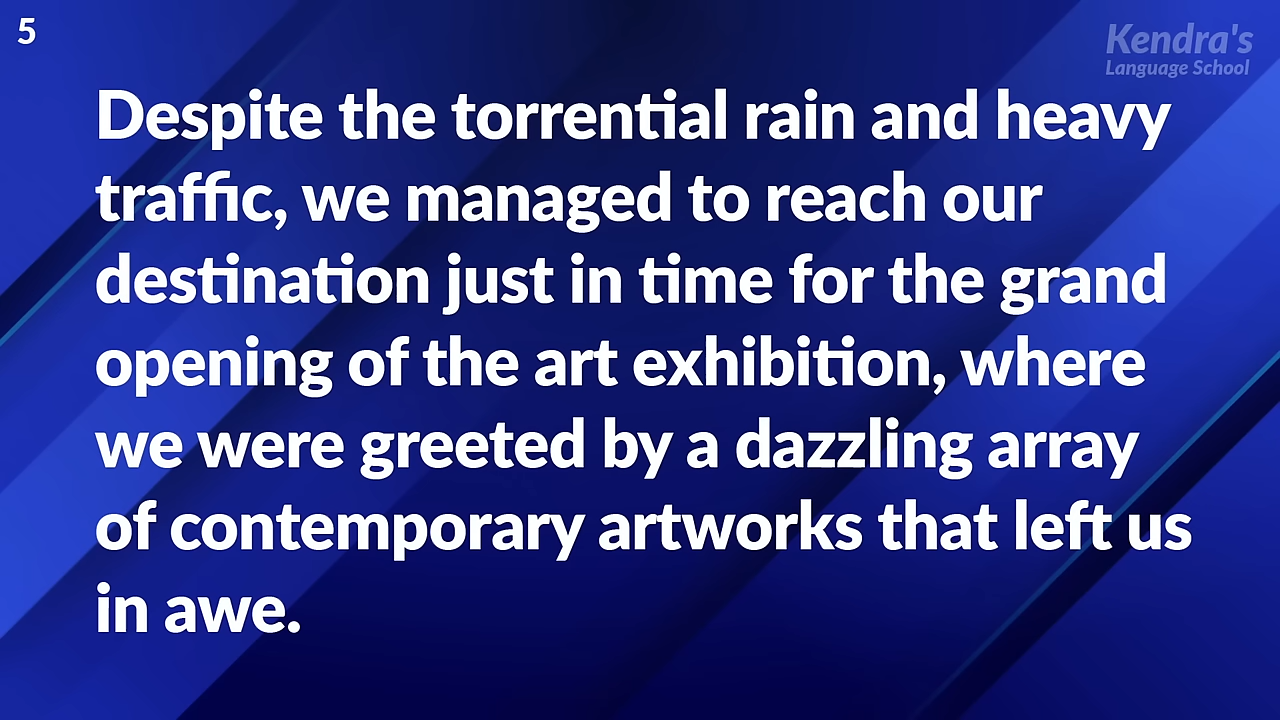 5
Kendra's
Language School
Despite the torrential rain and heavy
traffic, we managed to reach our
destination just in time for the grand
opening of the art exhibition, where
we were greeted by a dazzling array
of contemporary artworks that left us
in awe.